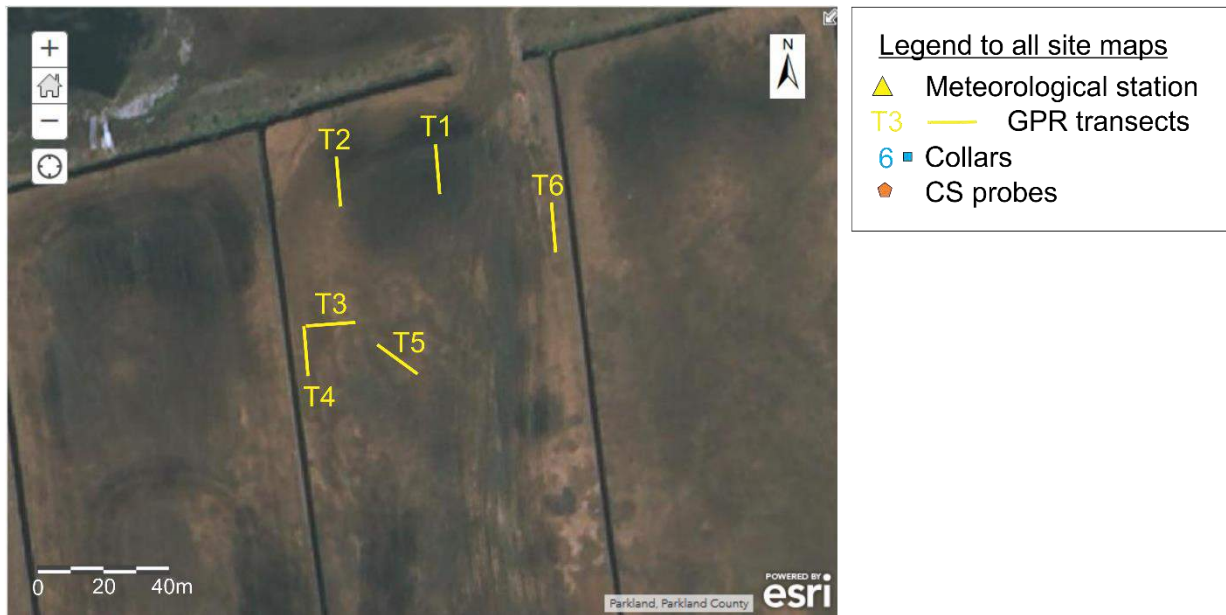 +
−
N
T1
T2
T6
T3
T5
T4
0 20 40m
POWERED BY
esri
Parkland, Parkland County
Legend to all site maps
Meteorological station
T3 GPR transects
6 Collars
CS probes